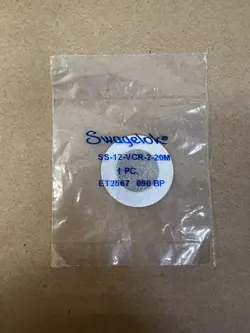 Swagelok®
SS-12-VCR-2-20M
1 PC.
ET2567 090 BP